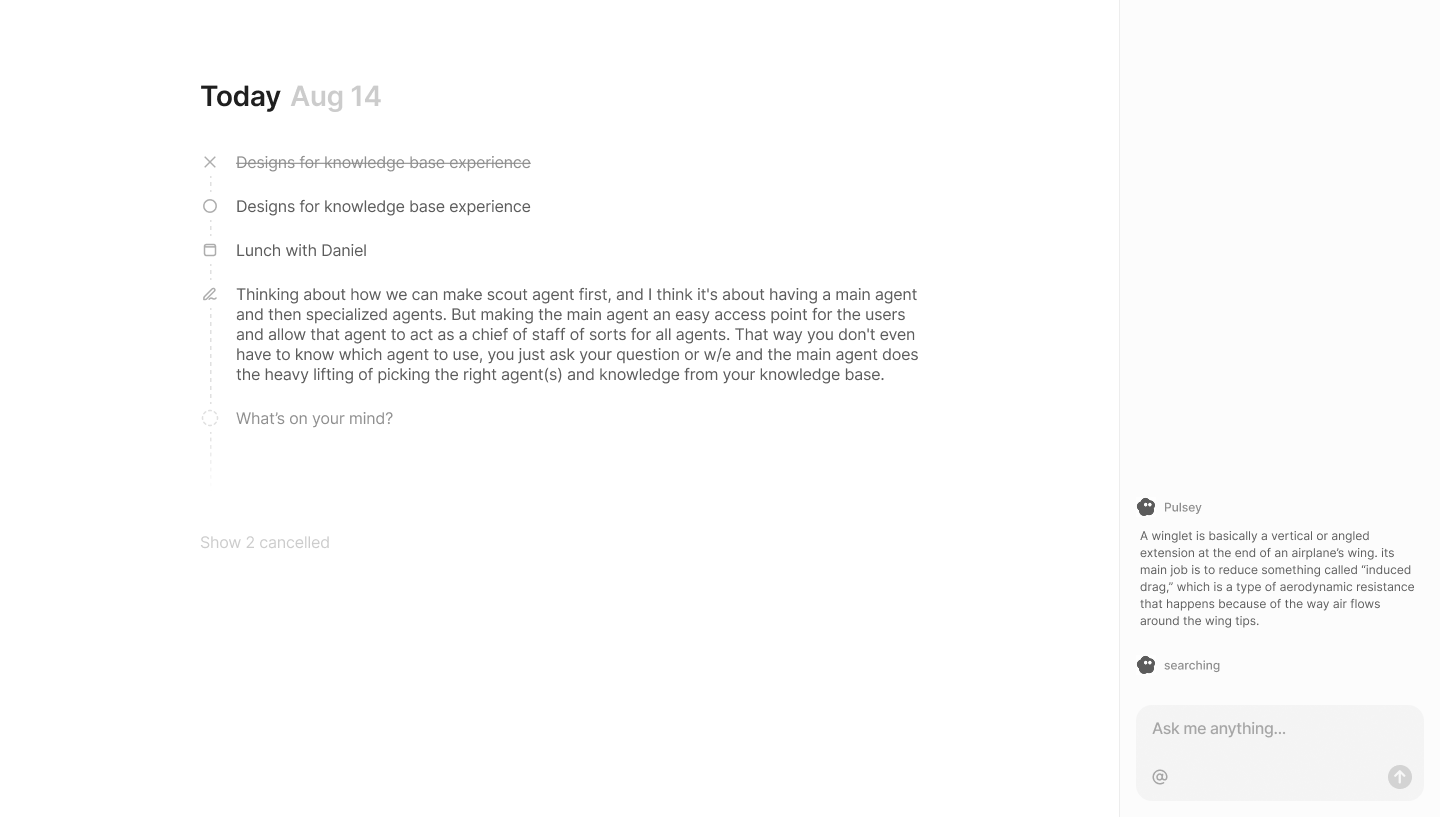 Today Aug 14
Designs for knowledge base experience
Designs for knowledge base experience
Lunch with Daniel
Thinking about how we can make scout agent first, and I think it's about having a main agent
and then specialized agents. But making the main agent an easy access point for the users
and allow that agent to act as a chief of staff of sorts for all agents. That way you don't even
have to know which agent to use, you just ask your question or w/e and the main agent does
the heavy lifting of picking the right agent(s) and knowledge from your knowledge base.
What’s on your mind?
Show 2 cancelled
Pulsey
A winglet is basically a vertical or angled
extension at the end of an airplane’s wing. its
main job is to reduce something called “induced
drag,” which is a type of aerodynamic resistance
that happens because of the way air flows
around the wing tips.
searching
Ask me anything...
@